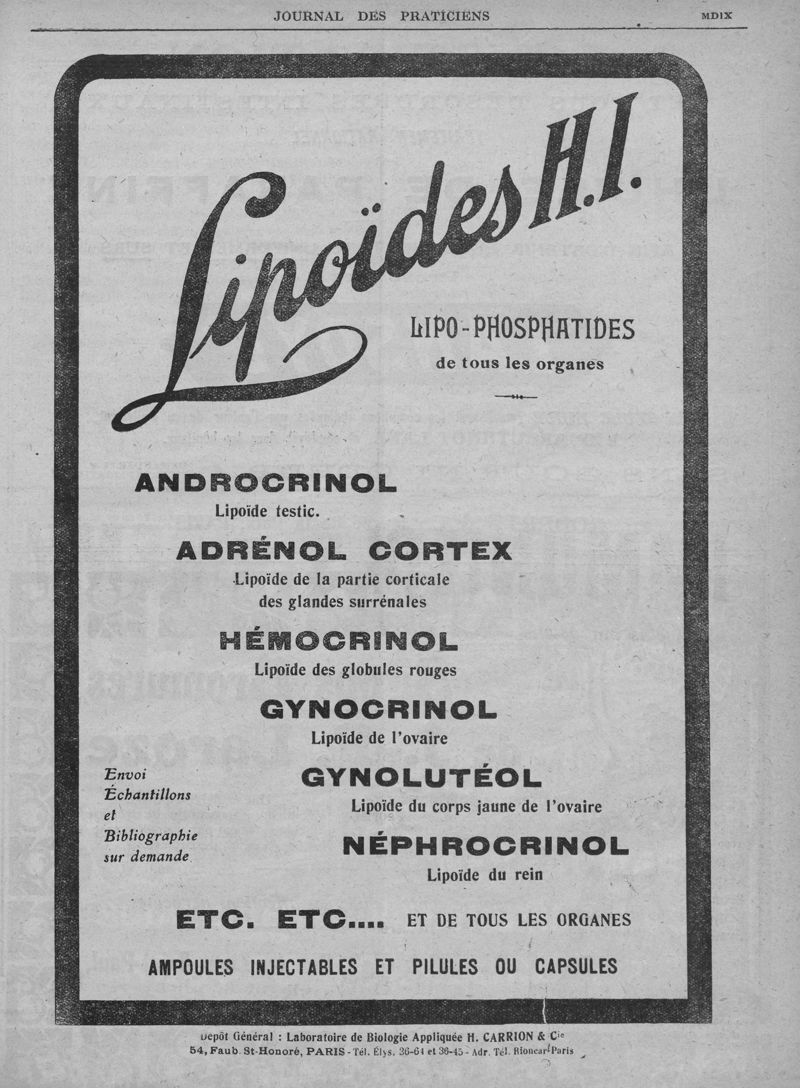 JOURNAL DES PRATICIENS
MDIX
Lipoïdes H.I.
LIPO-PHOSPHATIDES
de tous les organes
ANDROCRINOL
Lipoïde testic.
ADRÉNOL CORTEX
Lipoïde de la partie corticale
des glandes surrénales
HÉMOCRINOL
Lipoïde des globules rouges
GYNOCRINOL
Lipoïde de l'ovaire
GYNOLUTÉOL
Lipoïde du corps jaune de l'ovaire
NÉPHROCRINOL
Lipoïde du rein
Envoi
Échantillons
et
Bibliographie
sur demande
ETC. ETC.... ET DE TOUS LES ORGANES
AMPOULES INJECTABLES ET PILULES OU CAPSULES
Dépôt Général : Laboratoire de Biologie Appliquée H. CARRION & Cie
54, Faub. St-Honoré, PARIS - Tél. Élys. 36-64 et 36-45 - Adr. Tél. Rioncar-Paris